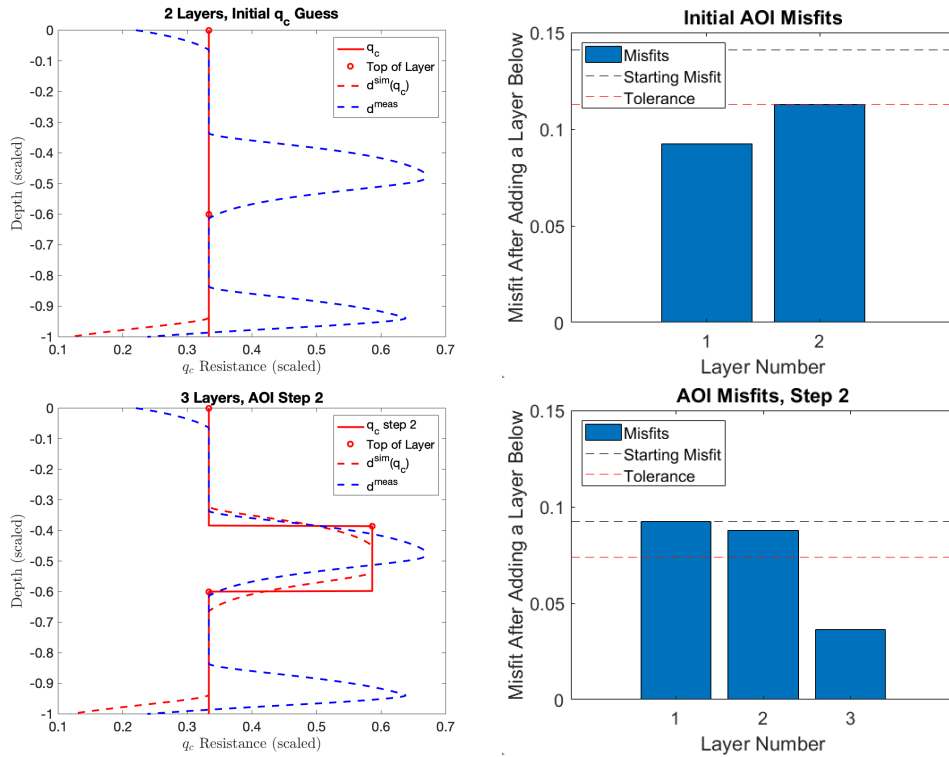 2 Layers, Initial q_c Guess
0
-0.1
-0.2
-0.3
-0.4
-0.5
-0.6
-0.7
-0.8
-0.9
-1
Depth (scaled)
0.1 0.2 0.3 0.4 0.5 0.6 0.7
q_c Resistance (scaled)
q_c
Top of Layer
d^sim(q_c)
d^meas
Initial AOI Misfits
0.15
0.1
0.05
0
Misfit After Adding a Layer Below
Misfits
Starting Misfit
Tolerance
1 2
Layer Number
3 Layers, AOI Step 2
0
-0.1
-0.2
-0.3
-0.4
-0.5
-0.6
-0.7
-0.8
-0.9
-1
Depth (scaled)
0.1 0.2 0.3 0.4 0.5 0.6 0.7
q_c Resistance (scaled)
q_c step 2
Top of Layer
d^sim(q_c)
d^meas
AOI Misfits, Step 2
0.15
0.1
0.05
0
Misfit After Adding a Layer Below
Misfits
Starting Misfit
Tolerance
1 2 3
Layer Number